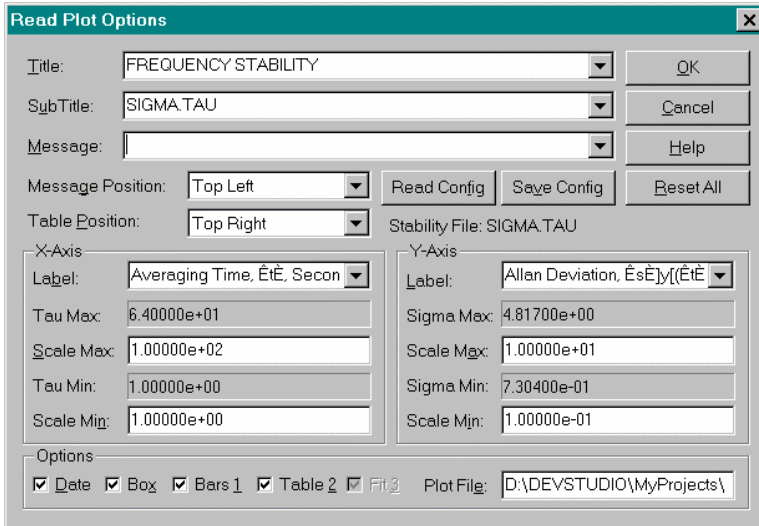 Read Plot Options
Title: FREQUENCY STABILITY OK
SubTitle: SIGMA.TAU Cancel
Message: Help
Message Position: Top Left Read Config Save Config Reset All
Table Position: Top Right Stability File: SIGMA.TAU
X-Axis
Label: Averaging Time, ÊtÈ, Secon
Tau Max: 6.40000e+01
Scale Max: 1.00000e+02
Tau Min: 1.00000e+00
Scale Min: 1.00000e+00
Y-Axis
Label: Allan Deviation, ÊsÈ]y[(ÊtÈ
Sigma Max: 4.81700e+00
Scale Max: 1.00000e+01
Sigma Min: 7.30400e-01
Scale Min: 1.00000e-01
Options
Date Box Bars 1 Table 2 Fit 3 Plot File: D:\DEVSTUDIO\MyProjects\